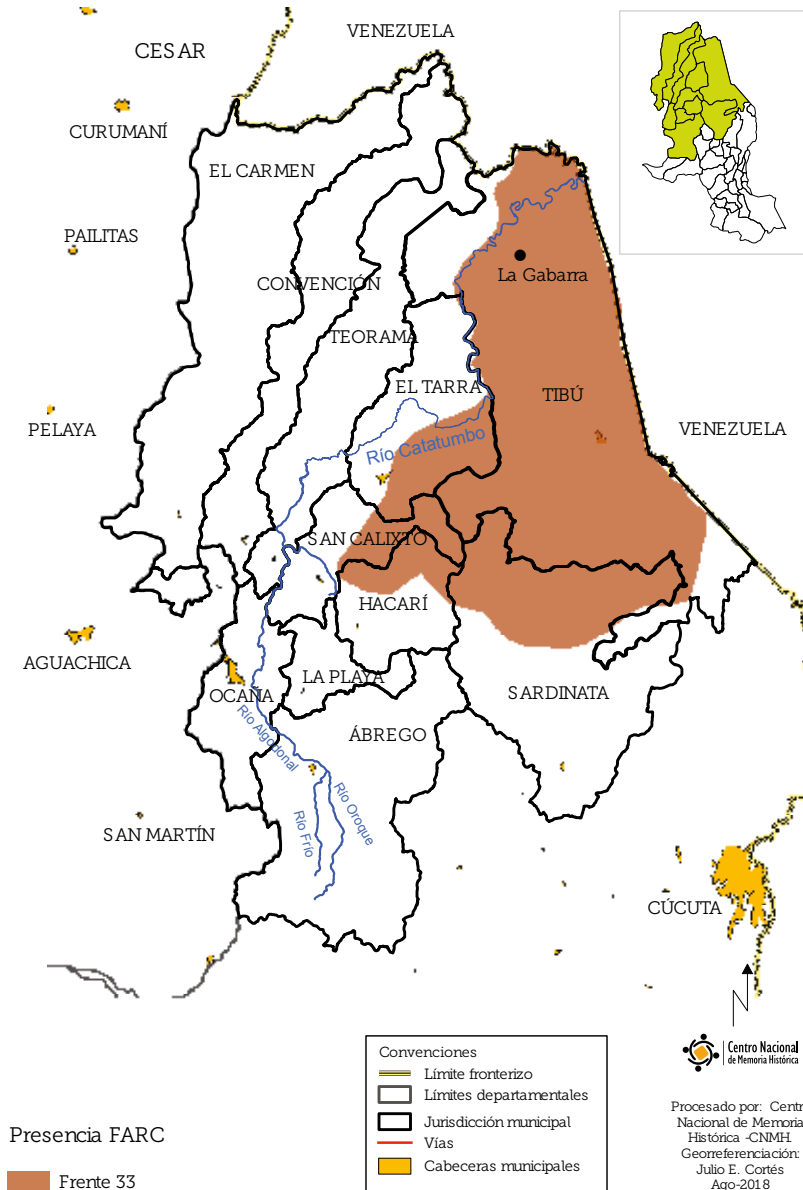 VENEZUELA
CESAR
CURUMANÍ
EL CARMEN
PAILITAS
La Gabarra
CONVENCIÓN
TEORAMA
EL TARRA
TIBÚ
PELAYA
VENEZUELA
Río Catatumbo
SAN CALIXTO
HACARÍ
AGUACHICA
LA PLAYA
OCAÑA
SARDINATA
Río Algodonal
ÁBREGO
Río Oroque
Río Frío
SAN MARTÍN
CÚCUTA
N
Centro Nacional
de Memoria Histórica
Convenciones
Límite fronterizo
Límites departamentales
Jurisdicción municipal
Vías
Cabeceras municipales
Procesado por: Centr
Nacional de Memoria
Histórica -CNMH.
Georreferenciación:
Julio E. Cortés
Ago-2018
Presencia FARC
Frente 33